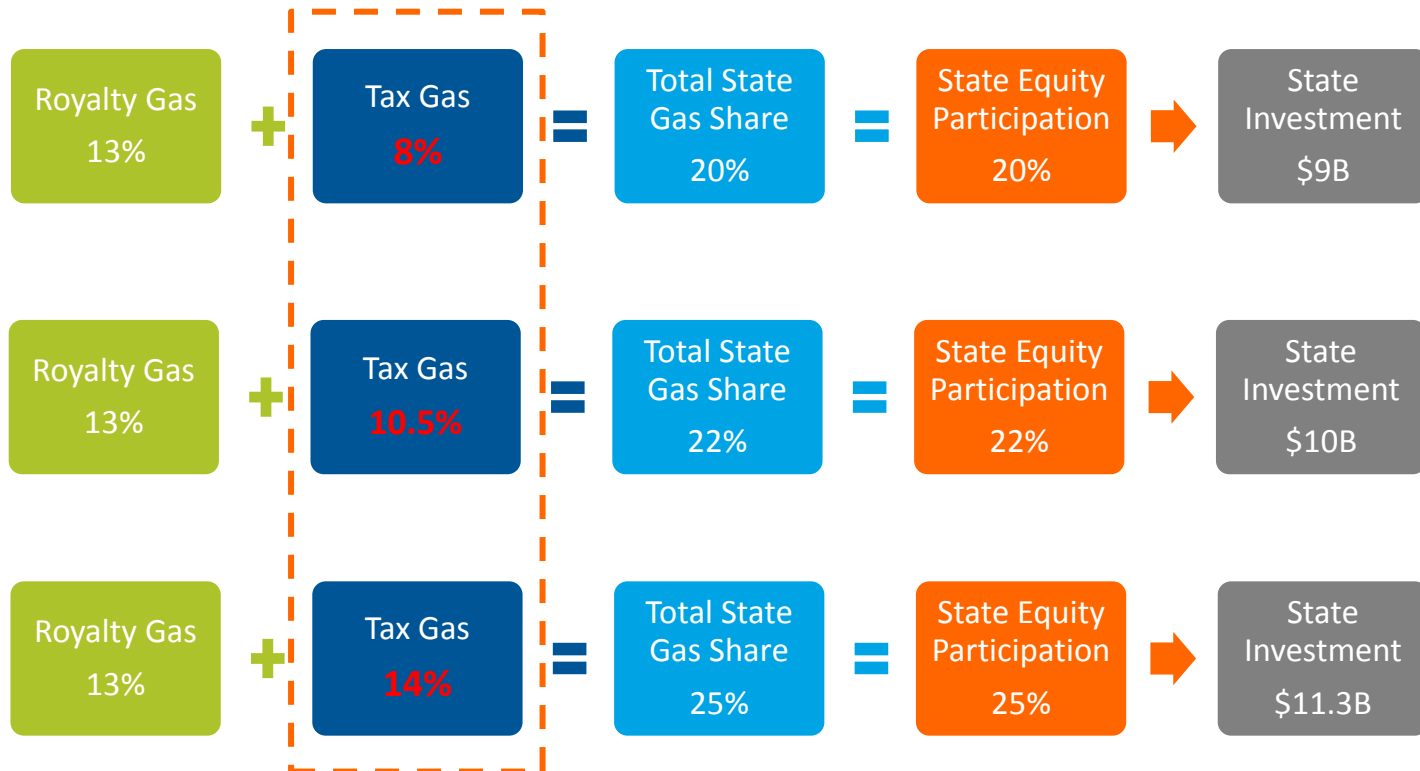 Royalty Gas
13%
+
Tax Gas
8%
=
Total State
Gas Share
20%
=
State Equity
Participation
20%
State
Investment
$9B
Royalty Gas
13%
+
Tax Gas
10.5%
=
Total State
Gas Share
22%
=
State Equity
Participation
22%
State
Investment
$10B
Royalty Gas
13%
+
Tax Gas
14%
=
Total State
Gas Share
25%
=
State Equity
Participation
25%
State
Investment
$11.3B